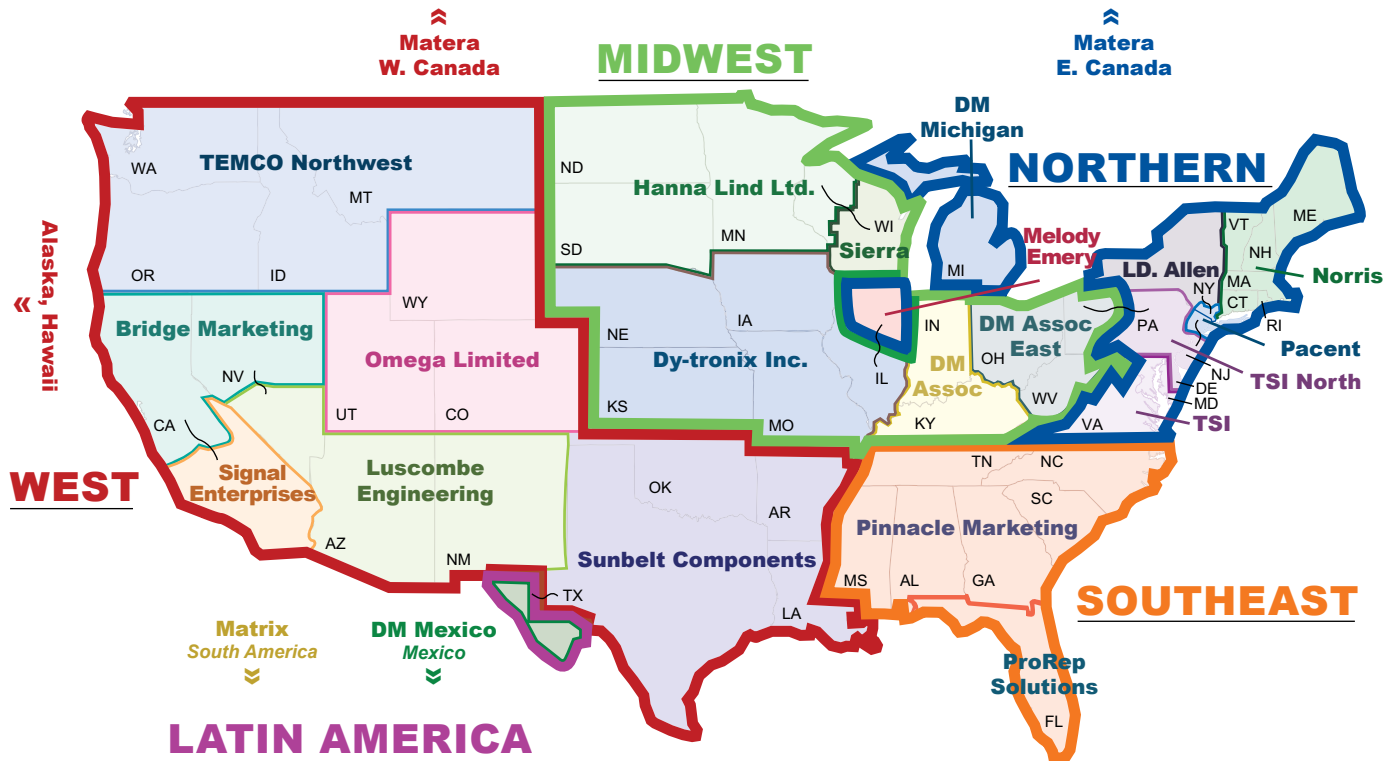 Matera
W. Canada
Matera
E. Canada
MIDWEST
DM
Michigan
NORTHERN
WA
TEMCO Northwest
MT
OR
ID
ND
Hanna Lind Ltd.
SD
MN
WI
Sierra
MI
Melody
Emery
LD. Allen
VT
ME
NH
MA
NY
CT
RI
Norris
Alaska, Hawaii
Bridge Marketing
NV
CA
WY
Omega Limited
UT
CO
NE
IA
Dy-tronix Inc.
KS
MO
IL
IN
DM
Assoc
KY
DM Assoc
East
OH
WV
PA
Pacent
TSI North
NJ
DE
MD
TSI
VA
WEST
Signal
Enterprises
Luscombe
Engineering
AZ
NM
OK
AR
Sunbelt Components
TX
LA
TN
NC
SC
Pinnacle Marketing
MS
AL
GA
SOUTHEAST
ProRep
Solutions
FL
Matrix
South America
DM Mexico
Mexico
LATIN AMERICA